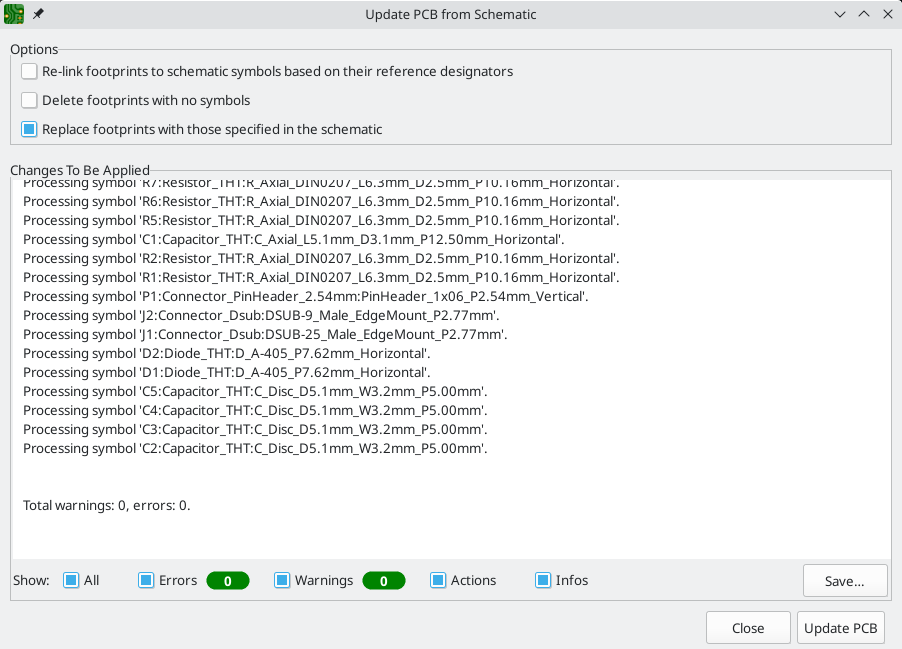 Update PCB from Schematic
Options
Re-link footprints to schematic symbols based on their reference designators
Delete footprints with no symbols
Replace footprints with those specified in the schematic
Changes To Be Applied
Processing symbol 'R7:Resistor_THT:R_Axial_DIN0207_L6.3mm_D2.5mm_P10.16mm_Horizontal'.
Processing symbol 'R6:Resistor_THT:R_Axial_DIN0207_L6.3mm_D2.5mm_P10.16mm_Horizontal'.
Processing symbol 'R5:Resistor_THT:R_Axial_DIN0207_L6.3mm_D2.5mm_P10.16mm_Horizontal'.
Processing symbol 'C1:Capacitor_THT:C_Axial_L5.1mm_D3.1mm_P12.50mm_Horizontal'.
Processing symbol 'R2:Resistor_THT:R_Axial_DIN0207_L6.3mm_D2.5mm_P10.16mm_Horizontal'.
Processing symbol 'R1:Resistor_THT:R_Axial_DIN0207_L6.3mm_D2.5mm_P10.16mm_Horizontal'.
Processing symbol 'P1:Connector_PinHeader_2.54mm:PinHeader_1x06_P2.54mm_Vertical'.
Processing symbol 'J2:Connector_Dsub:DSUB-9_Male_EdgeMount_P2.77mm'.
Processing symbol 'J1:Connector_Dsub:DSUB-25_Male_EdgeMount_P2.77mm'.
Processing symbol 'D2:Diode_THT:D_A-405_P7.62mm_Horizontal'.
Processing symbol 'D1:Diode_THT:D_A-405_P7.62mm_Horizontal'.
Processing symbol 'C5:Capacitor_THT:C_Disc_D5.1mm_W3.2mm_P5.00mm'.
Processing symbol 'C4:Capacitor_THT:C_Disc_D5.1mm_W3.2mm_P5.00mm'.
Processing symbol 'C3:Capacitor_THT:C_Disc_D5.1mm_W3.2mm_P5.00mm'.
Processing symbol 'C2:Capacitor_THT:C_Disc_D5.1mm_W3.2mm_P5.00mm'.
Total warnings: 0, errors: 0.
Show: All Errors 0 Warnings 0 Actions Infos Save...
Close Update PCB